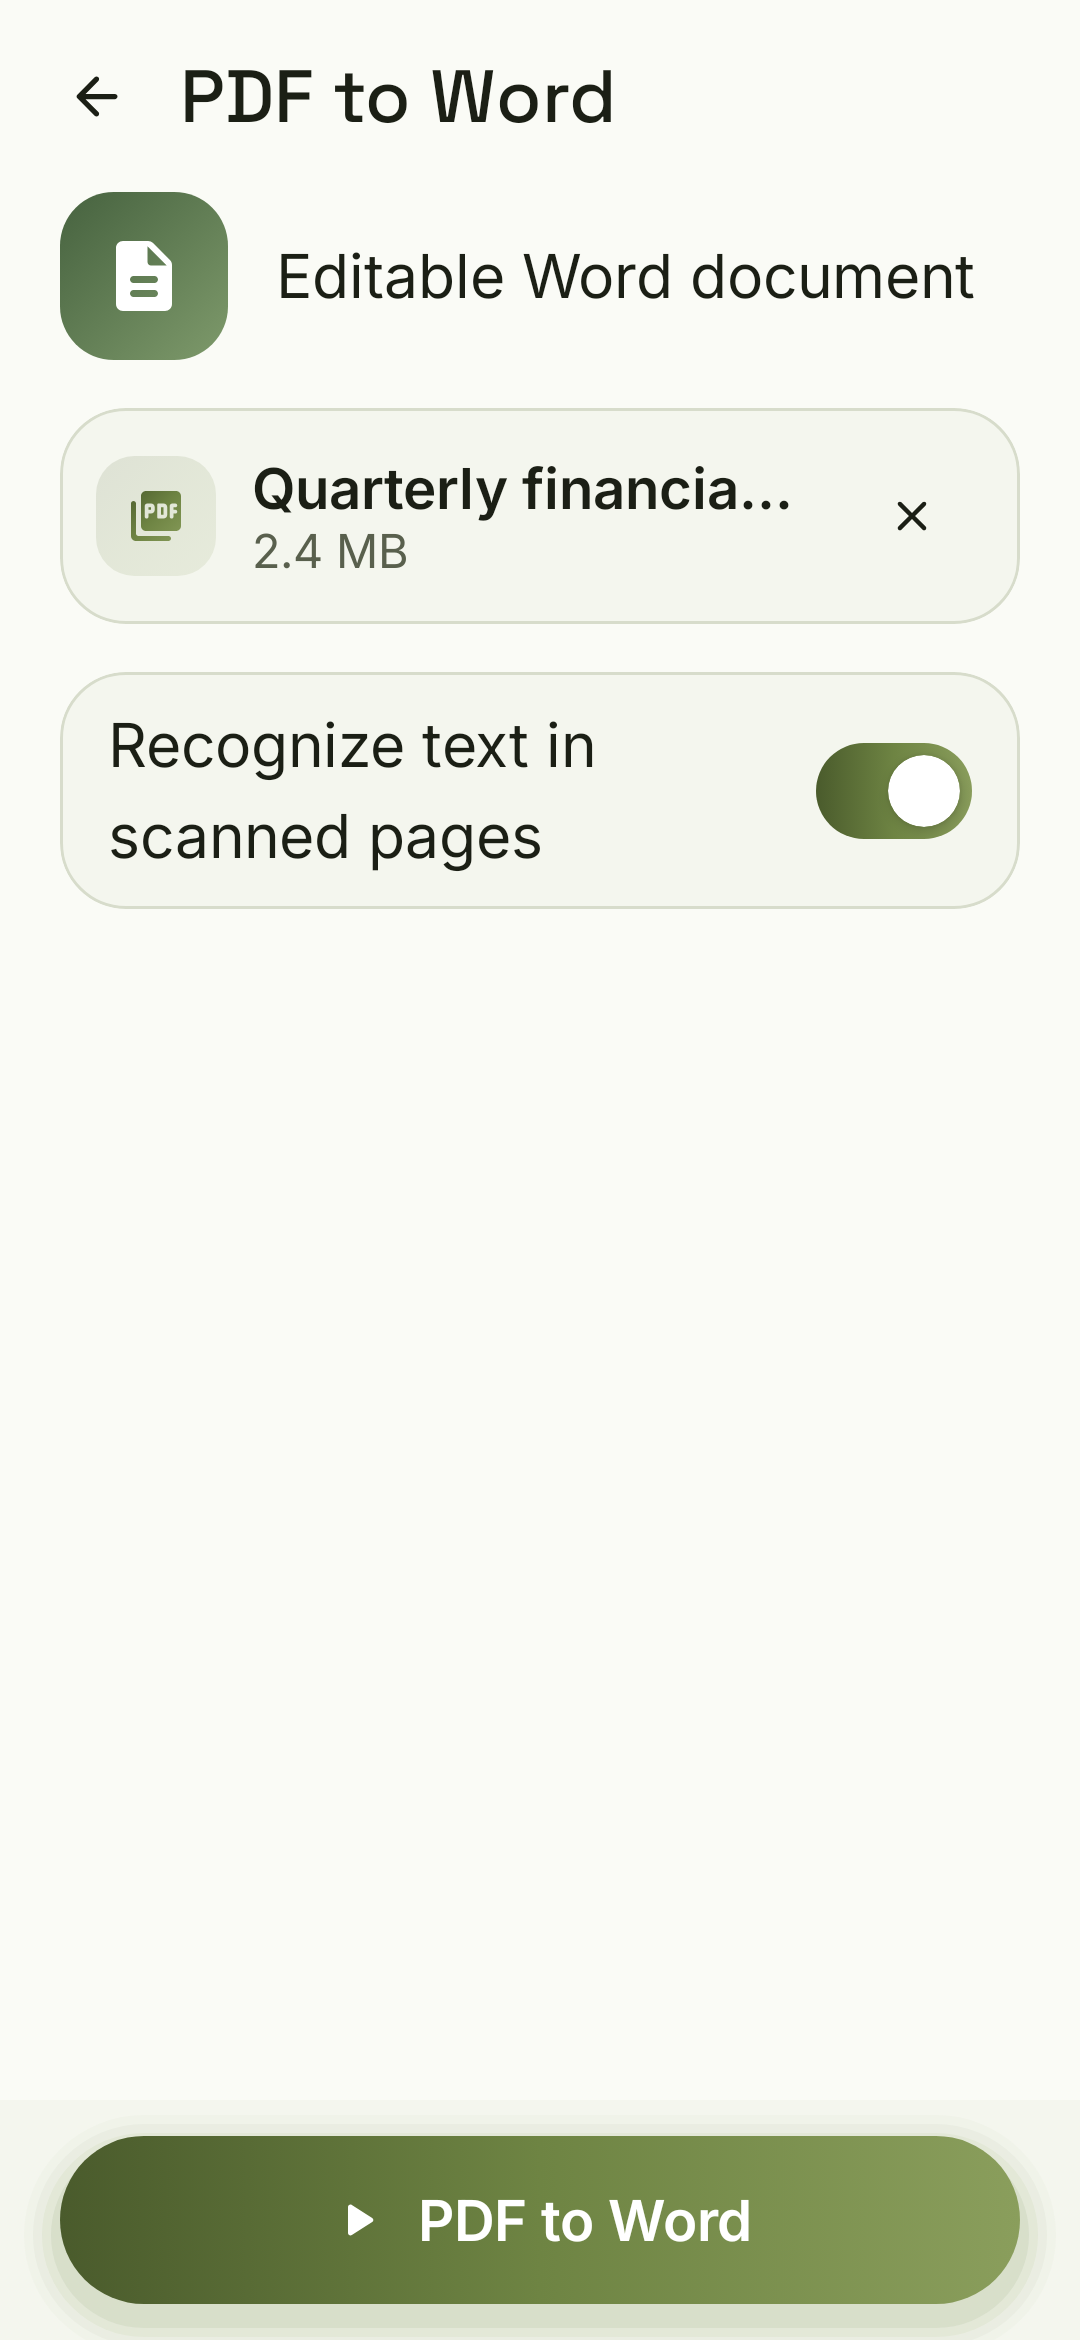 PDF to Word
Editable Word document
PDF
Quarterly financia...
2.4 MB
Recognize text in
scanned pages
PDF to Word